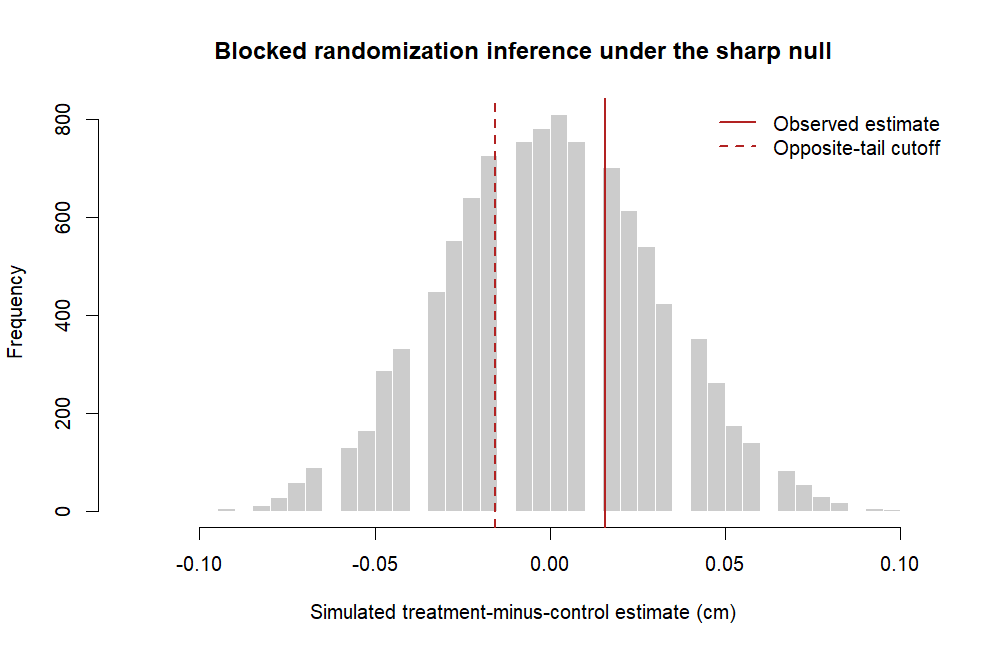 Blocked randomization inference under the sharp null
Observed estimate
Opposite-tail cutoff
Frequency
800
600
400
200
0
-0.10
-0.05
0.00
0.05
0.10
Simulated treatment-minus-control estimate (cm)